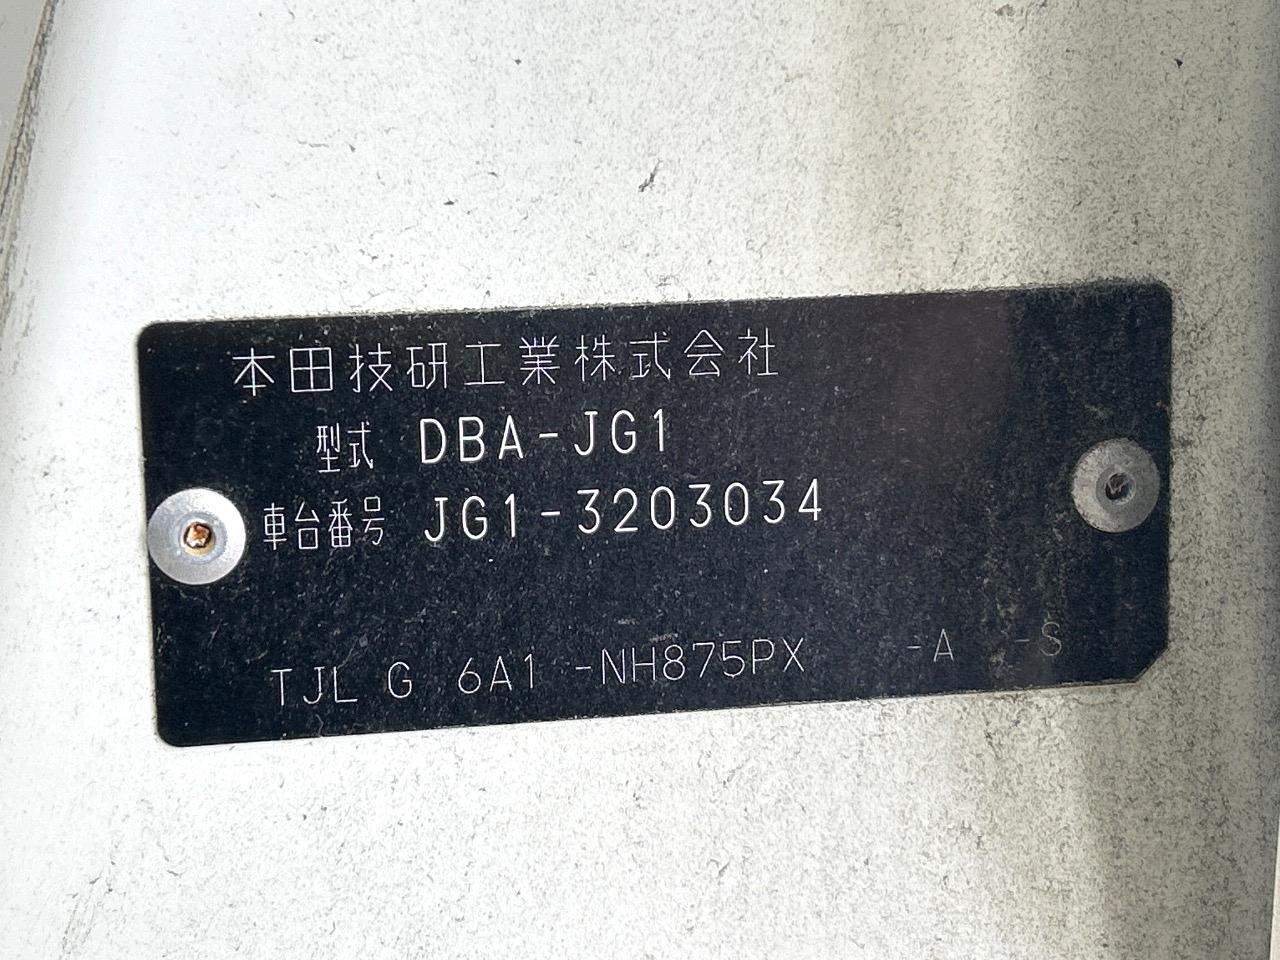 本田技研工業株式会社
型式 DBA-JG1
車台番号 JG1-3203034
TJL G 6A1 -NH875PX -A -S